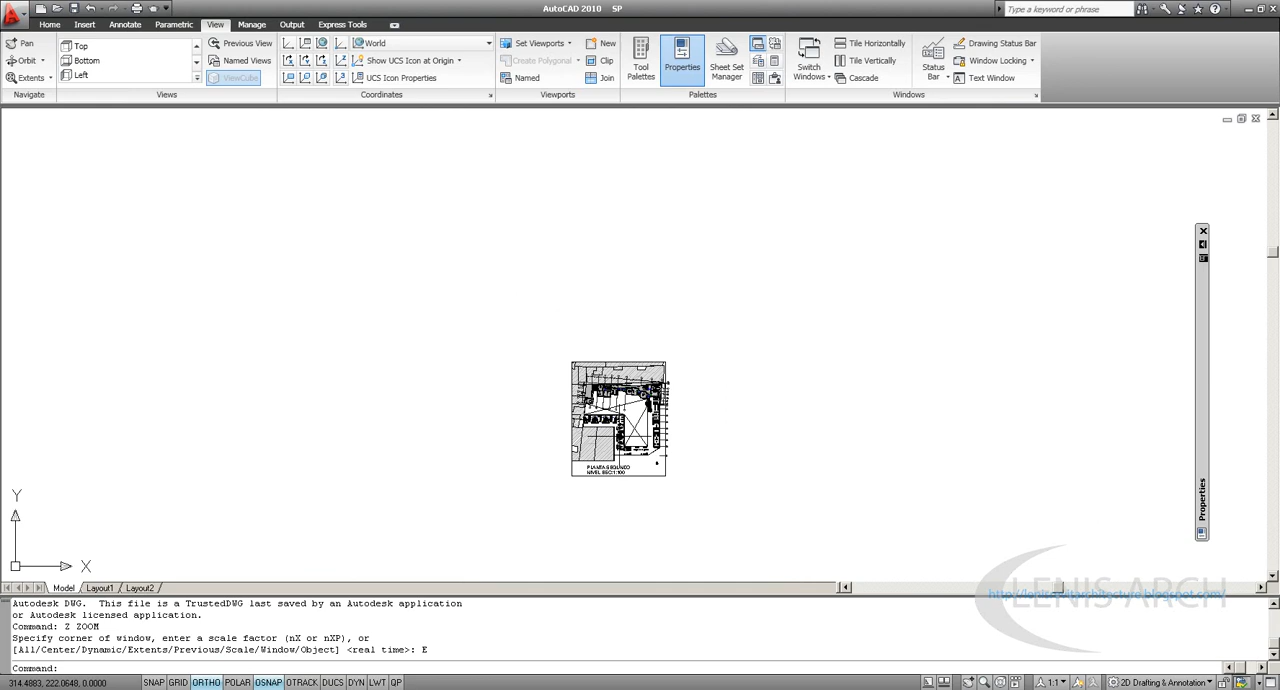 AutoCAD 2010 SP
Type a keyword or phrase
Home Insert Annotate Parametric View Manage Output Express Tools
Pan
Orbit
Extents
Navigate
Top
Bottom
Left
Previous View
Named Views
ViewCube
Views
World
Show UCS Icon at Origin
UCS Icon Properties
Coordinates
Set Viewports
Create Polygonal
Named
New
Clip
Join
Viewports
Tool
Palettes
Properties
Sheet Set
Manager
Palettes
Switch
Windows
Tile Horizontally
Tile Vertically
Cascade
Status
Bar
Drawing Status Bar
Window Locking
Text Window
Windows
Properties
PLANTA SEGUNDO
NIVEL ESC:1:100
Y
X
Model Layout1 Layout2
LENIS ARCH
Autodesk DWG. This file is a TrustedDWG last saved by an Autodesk application
or Autodesk licensed application.
Command: Z ZOOM
Specify corner of window, enter a scale factor (nX or nXP), or
[All/Center/Dynamic/Extents/Previous/Scale/Window/Object] <real time>: E
Command:
314.4883, 222.0648, 0.0000 SNAP GRID ORTHO POLAR OSNAP OTRACK DUCS DYN LWT QP 1:1 2D Drafting & Annotation